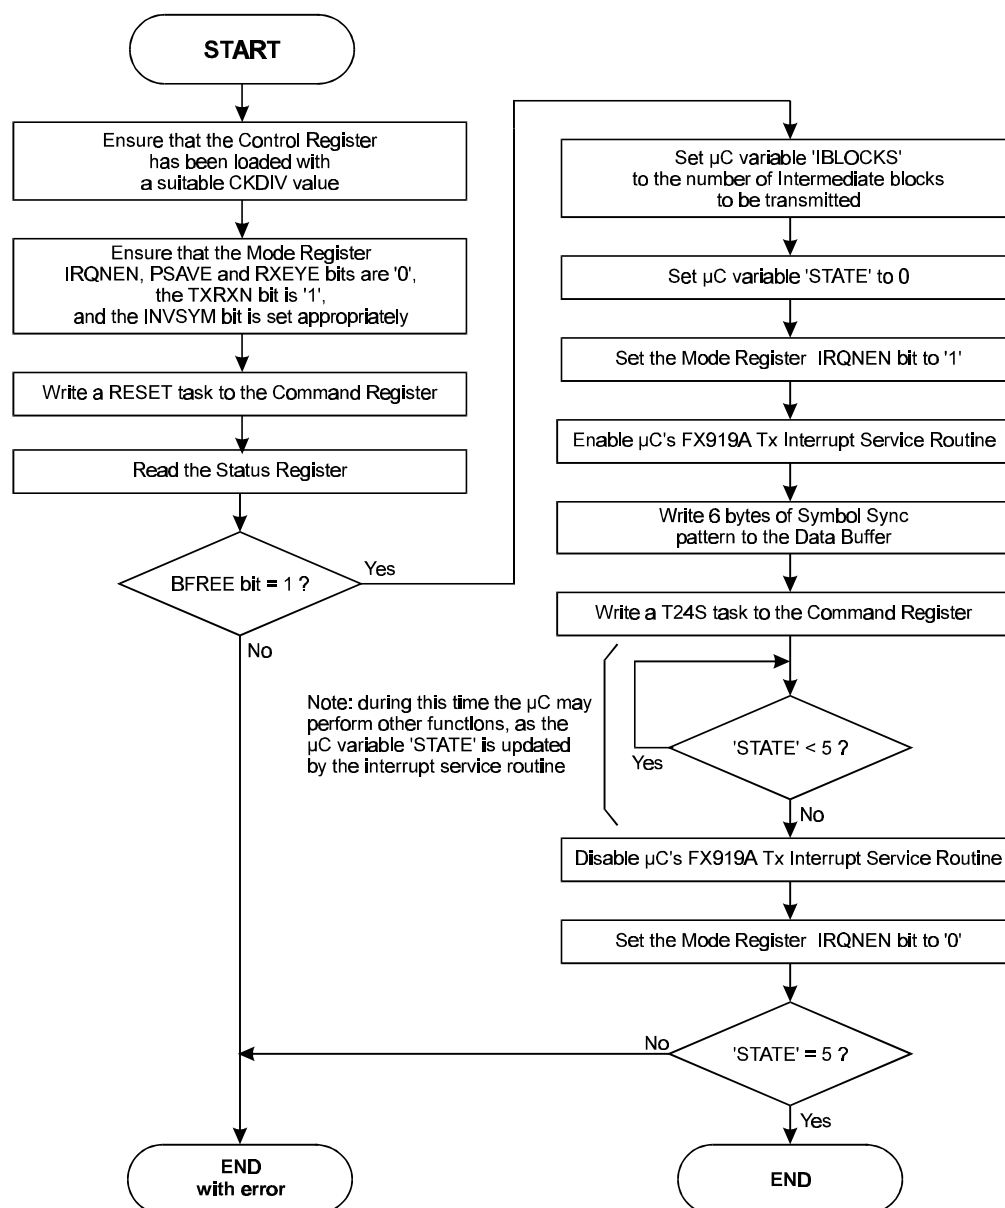 START
Ensure that the Control Register
has been loaded with
a suitable CKDIV value
Ensure that the Mode Register
IRQNEN, PSAVE and RXEYE bits are '0',
the TXRXN bit is '1',
and the INVSYM bit is set appropriately
Write a RESET task to the Command Register
Read the Status Register
BFREE bit = 1 ?
Yes
No
Set µC variable 'IBLOCKS'
to the number of Intermediate blocks
to be transmitted
Set µC variable 'STATE' to 0
Set the Mode Register IRQNEN bit to '1'
Enable µC's FX919A Tx Interrupt Service Routine
Write 6 bytes of Symbol Sync
pattern to the Data Buffer
Write a T24S task to the Command Register
Note: during this time the µC may
perform other functions, as the
µC variable 'STATE' is updated
by the interrupt service routine
'STATE' < 5 ?
Yes
No
Disable µC's FX919A Tx Interrupt Service Routine
Set the Mode Register IRQNEN bit to '0'
'STATE' = 5 ?
No
Yes
END
with error
END